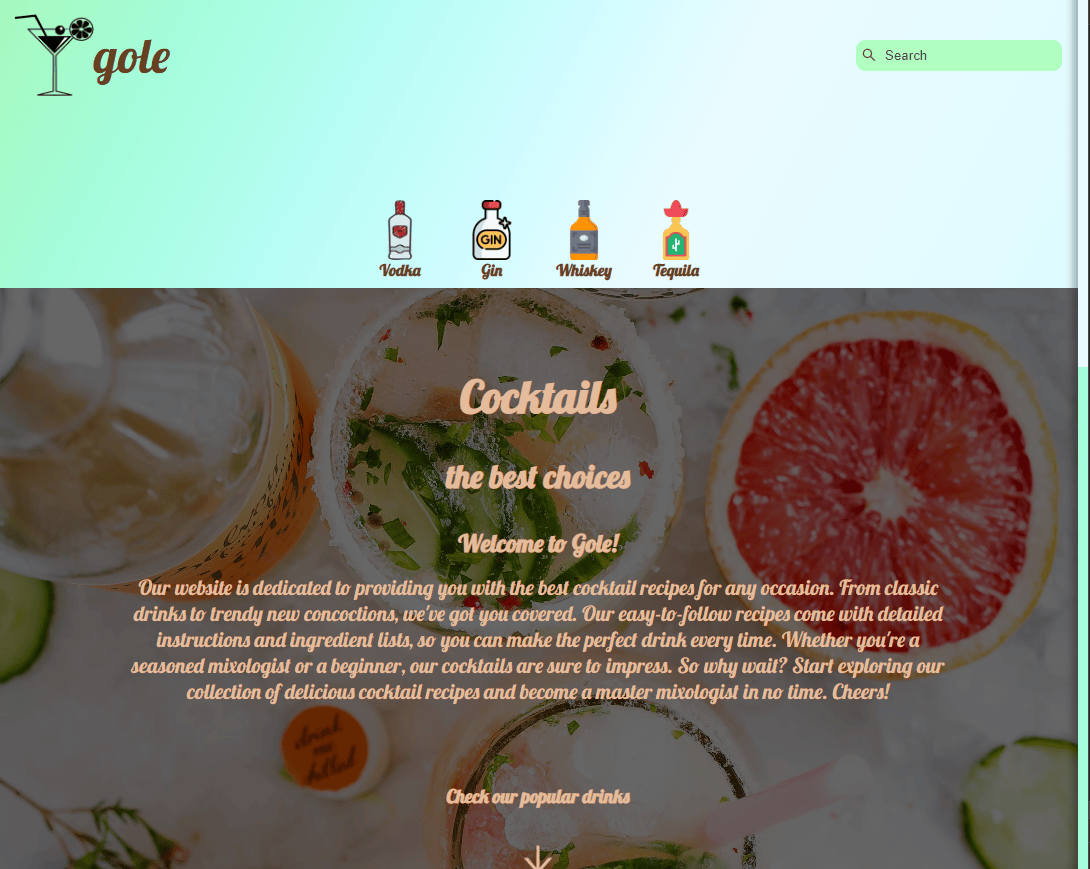 gole
Search
GIN
Vodka
Gin
Whiskey
Tequila
Cocktails
the best choices
Welcome to Gole!
Our website is dedicated to providing you with the best cocktail recipes for any occasion. From classic
drinks to trendy new concoctions, we've got you covered. Our easy-to-follow recipes come with detailed
instructions and ingredient lists, so you can make the perfect drink every time. Whether you're a
seasoned mixologist or a beginner, our cocktails are sure to impress. So why wait? Start exploring our
collection of delicious cocktail recipes and become a master mixologist in no time. Cheers!
drink
me
chilled
Check our popular drinks